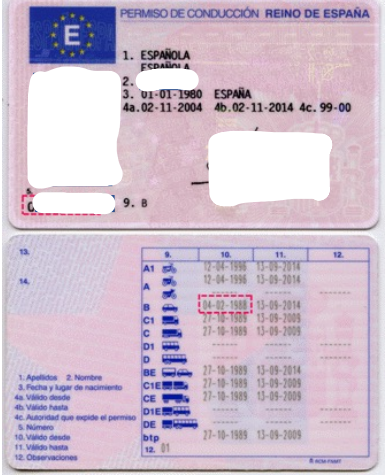 PERMISO DE CONDUCCIÓN REINO DE ESPAÑA
E
1. ESPAÑOLA
ESPAÑOLA
2.
3. 01-01-1980 ESPAÑA
4a.02-11-2004 4b.02-11-2014 4c.99-00
9. B
13.
14.
9. 10. 11. 12.
A1 12-04-1996 13-09-2014
A ------ ------
B 04-02-1988 13-09-2014
C1 27-10-1989 13-09-2009
C 27-10-1989 13-09-2009
D1 ------ ------ ------
D ------ ------ ------
BE 27-10-1989 13-09-2014
C1E 27-10-1989 13-09-2009
CE 27-10-1989 13-09-2009
D1E ------ ------ ------
DE ------ ------ ------
btp 27-10-1989 13-09-2009
12. 01
1. Apellidos 2. Nombre
3. Fecha y lugar de nacimiento
4a. Válido desde
4b. Válido hasta
4c. Autoridad que expide el permiso
5. Número
10. Válido desde
11. Válido hasta
12. Observaciones